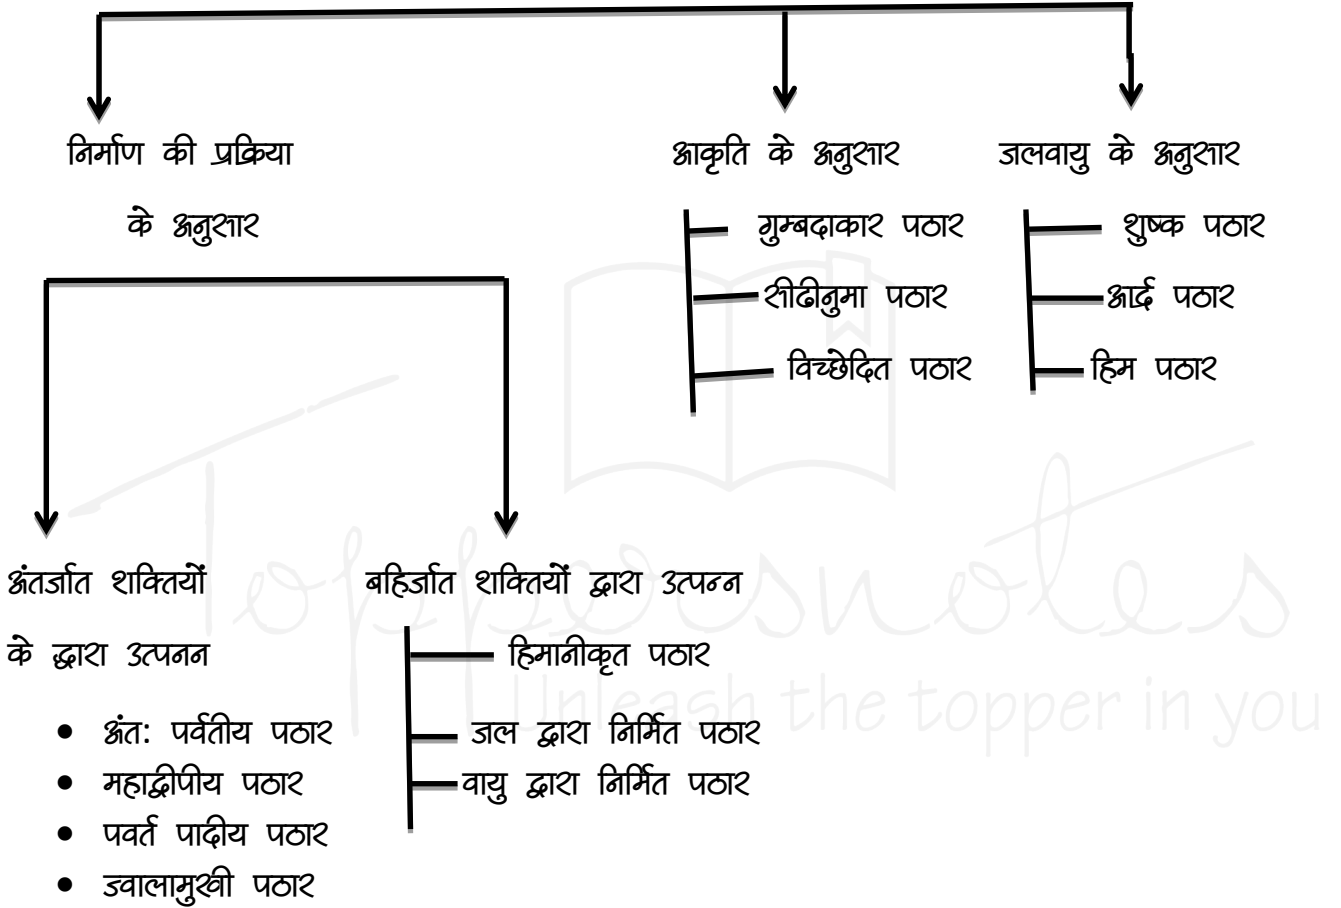 निर्माण की प्रक्रिया
के अनुसार
आकृति के अनुसार
गुम्बदाकार पठार
सीढीनुमा पठार
विच्छेदित पठार
जलवायु के अनुसार
शुष्क पठार
आर्द्र पठार
हिम पठार
अंतर्जात शक्तियों
के द्धारा उत्पनन
• अंत: पर्वतीय पठार
• महाद्वीपीय पठार
• पवर्त पादीय पठार
• ज्वालामुखी पठार
बहिर्जात शक्तियों द्वारा उत्पन्न
हिमानीकृत पठार
जल द्वारा निर्मित पठार
वायु द्वारा निर्मित पठार
Toppersnotes
Unleash the topper in you